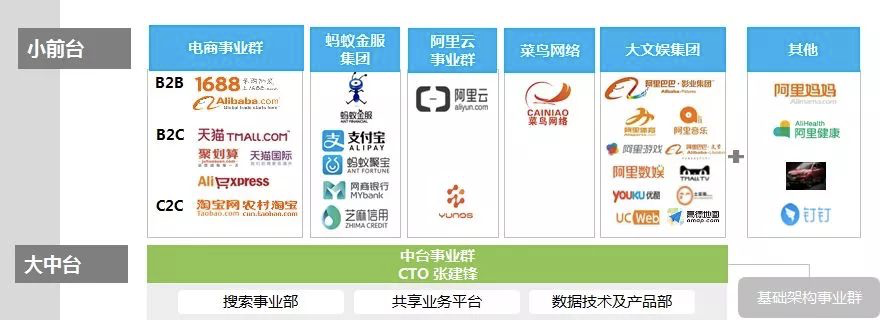 小前台
电商事业群
蚂蚁金服
集团
阿里云
事业群
菜鸟网络
大文娱集团
其他
B2B
1688
Alibaba.com
Global trade starts here
B2C
天猫 TMALL.COM
聚划算
天猫国际
AliExpress
C2C
淘宝网
Taobao.com
农村淘宝
cun.taobao.com
蚂蚁金服
ANT FINANCIAL
支付宝
ALIPAY
蚂蚁聚宝
ANT FORTUNE
网商银行
MYbank
芝麻信用
ZHIMA CREDIT
阿里云
aliyun.com
YUNOS
CAINIAO
菜鸟网络
阿里巴巴·影业集团
阿里体育
阿里音乐
阿里游戏
阿里数娱
TMALL TV
YOUKU 优酷
UC Web
高德地图
amap.com
+
阿里妈妈
Alimama.com
AliHealth
阿里健康
钉钉
大中台
中台事业群
CTO 张建锋
搜索事业部
共享业务平台
数据技术及产品部
基础架构事业群